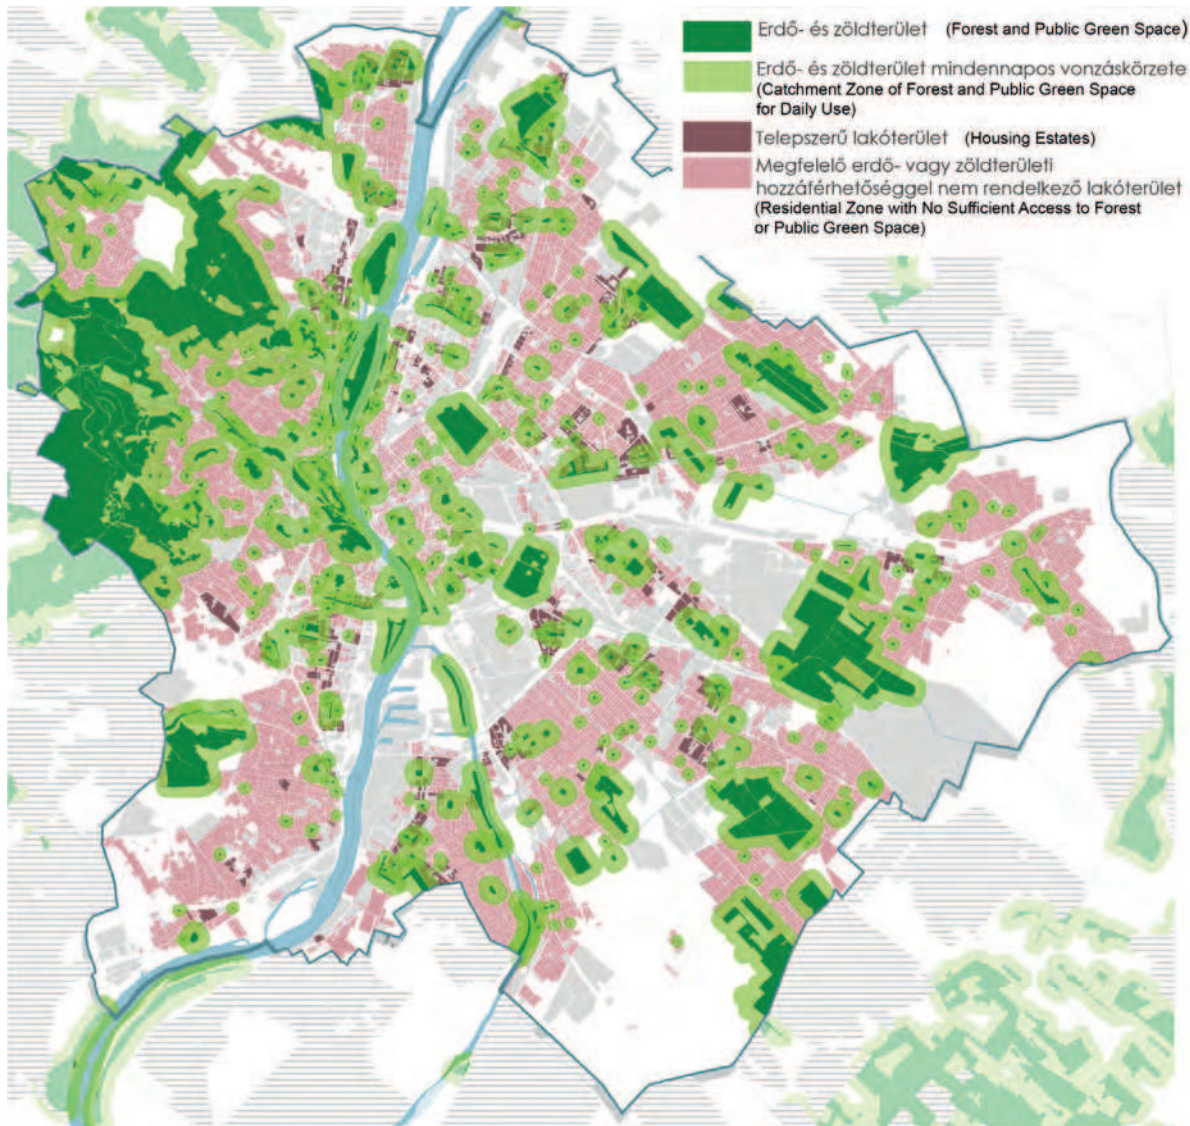 Erdő- és zöldterület (Forest and Public Green Space)
Erdő- és zöldterület mindennapos vonzáskörzete
(Catchment Zone of Forest and Public Green Space
for Daily Use)
Telepszerű lakóterület (Housing Estates)
Megfelelő erdő- vagy zöldterületi
hozzáférhetőséggel nem rendelkező lakóterület
(Residential Zone with No Sufficient Access to Forest
or Public Green Space)